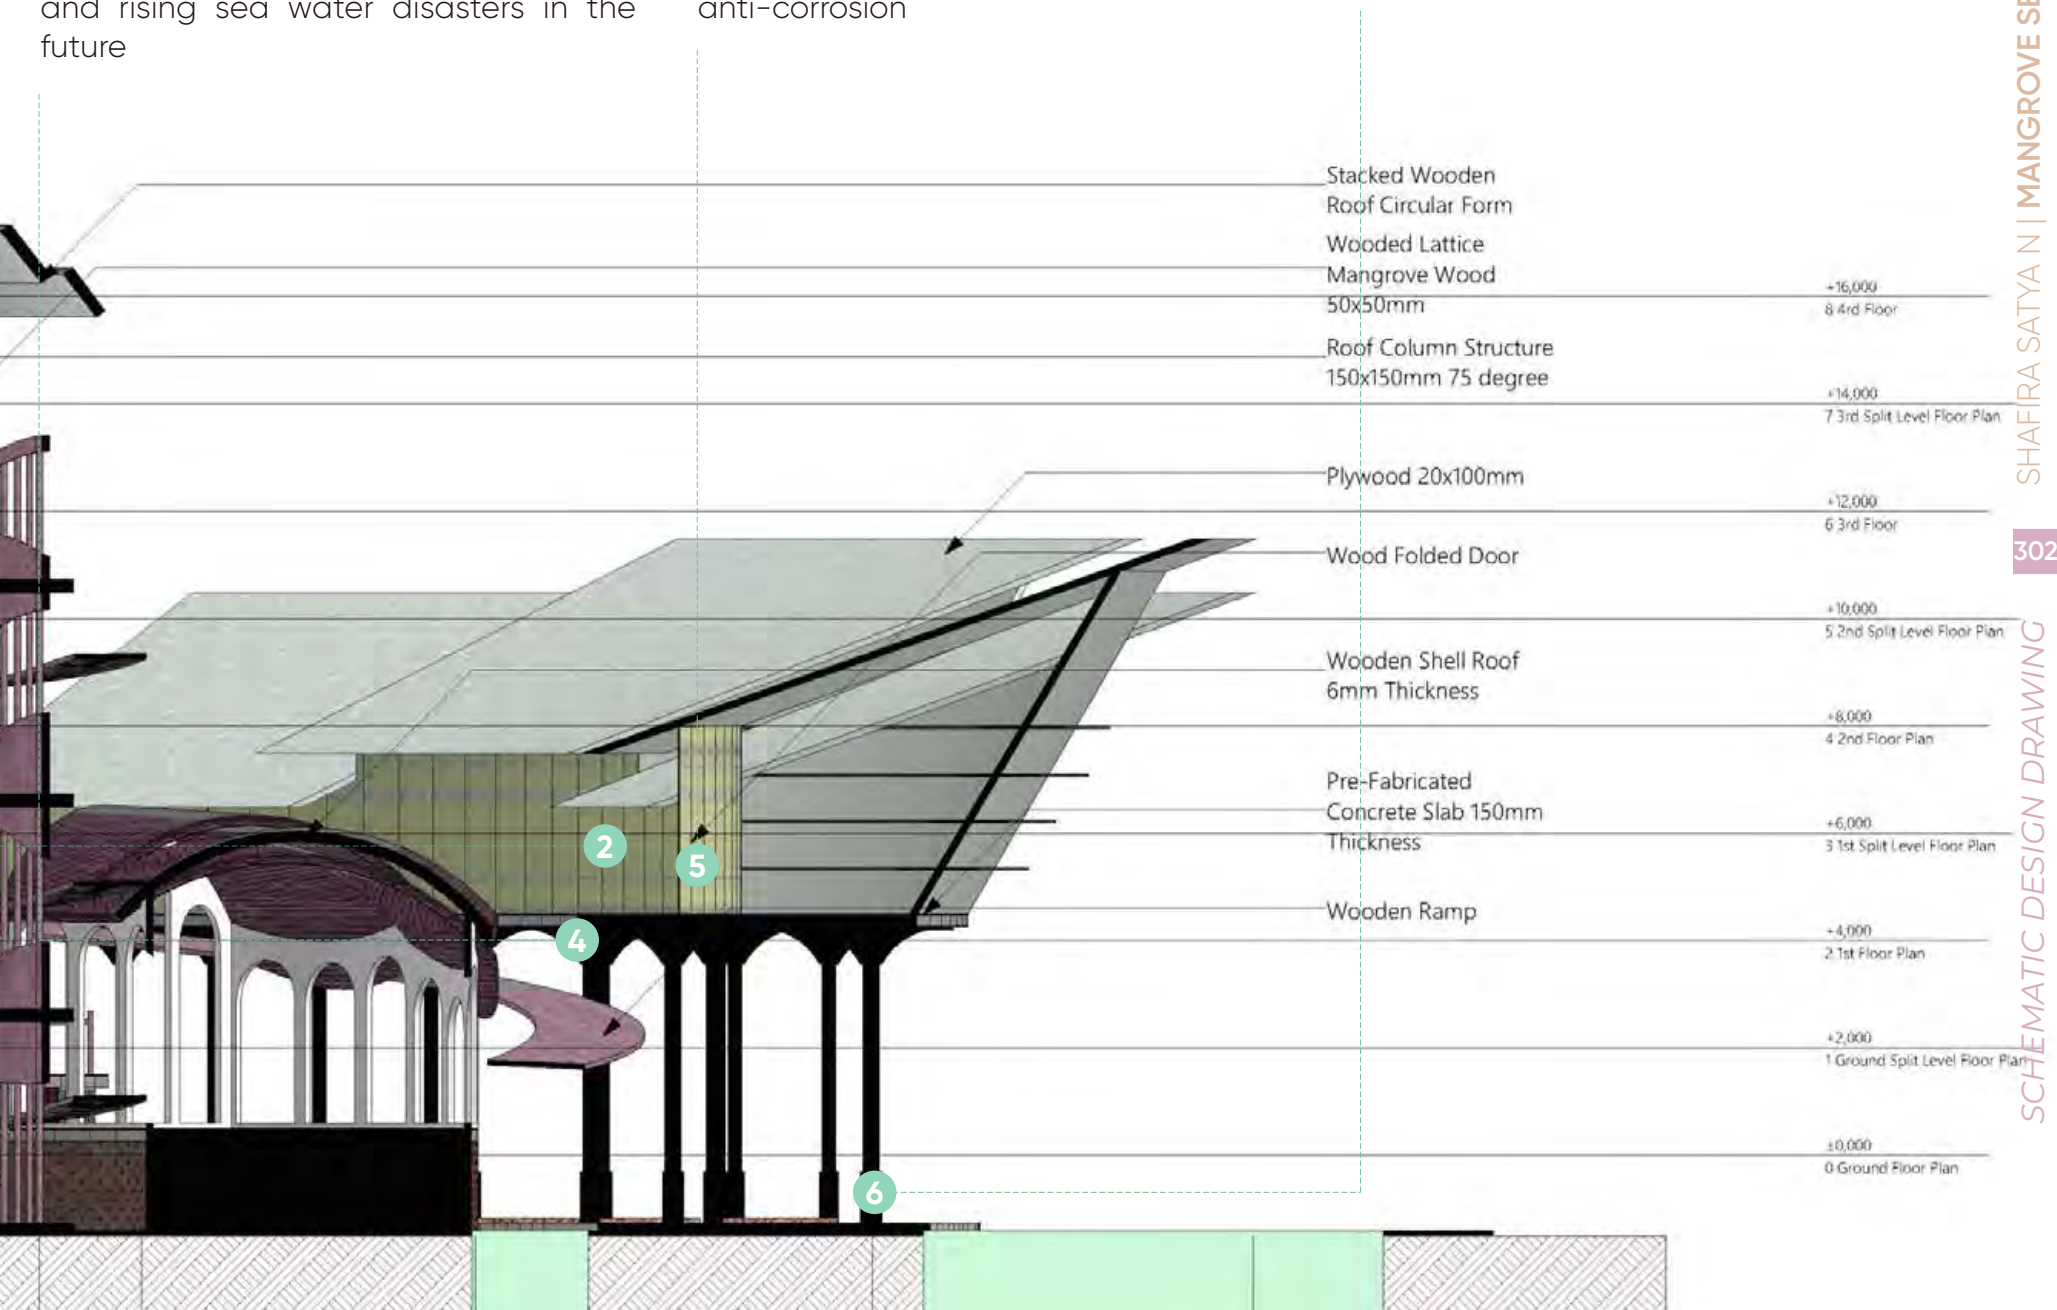 and rising sea water disasters in the
future
anti-corrosion
Stacked Wooden
Roof Circular Form
Wooded Lattice
Mangrove Wood
50x50mm
Roof Column Structure
150x150mm 75 degree
Plywood 20x100mm
Wood Folded Door
Wooden Shell Roof
6mm Thickness
Pre-Fabricated
Concrete Slab 150mm
Thickness
Wooden Ramp
+16,000
8 4rd Floor
+14,000
7 3rd Split Level Floor Plan
+12,000
6 3rd Floor
+10,000
5 2nd Split Level Floor Plan
+8,000
4 2nd Floor Plan
+6,000
3 1st Split Level Floor Plan
+4,000
2 1st Floor Plan
+2,000
1 Ground Split Level Floor Plan
±0,000
0 Ground Floor Plan
2
5
4
6
SHAFIRA SATYA N | MANGROVE
302
SCHEMATIC DESIGN DRAWING